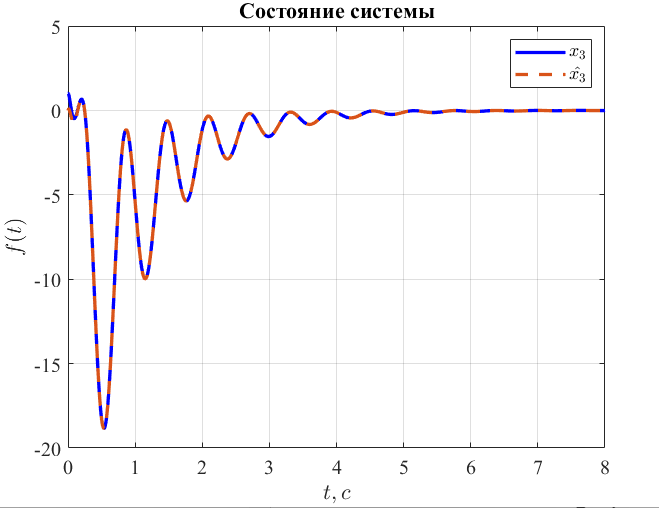 Состояние системы
x₃
x̂₃
f(t)
5
0
-5
-10
-15
-20
0 1 2 3 4 5 6 7 8
t, c